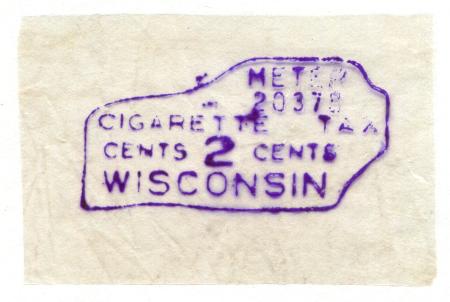 METER
20378
CIGARETTE TAX
CENTS 2 CENTS
WISCONSIN